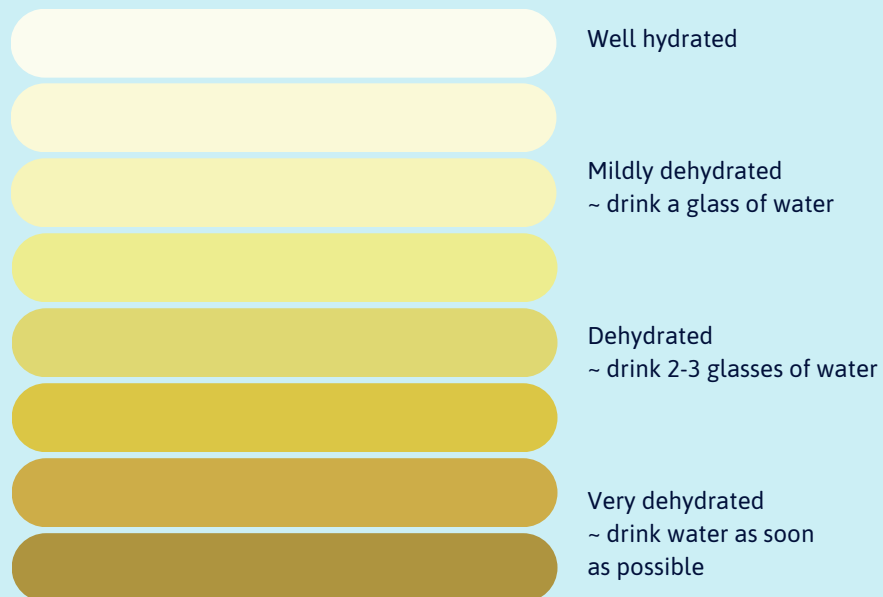 Well hydrated
Mildly dehydrated
~ drink a glass of water
Dehydrated
~ drink 2-3 glasses of water
Very dehydrated
~ drink water as soon
as possible